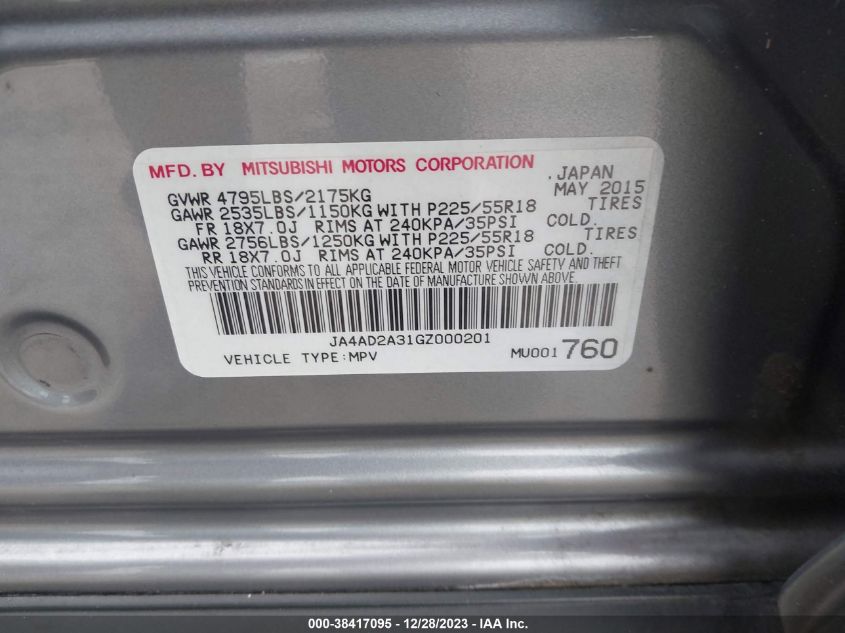 MFD. BY MITSUBISHI MOTORS CORPORATION . JAPAN
GVWR 4795LBS/2175KG MAY 2015
GAWR 2535LBS/1150KG WITH P225/55R18 TIRES
FR 18X7.0J RIMS AT 240KPA/35PSI COLD.
GAWR 2756LBS/1250KG WITH P225/55R18 TIRES
RR 18X7.0J RIMS AT 240KPA/35PSI COLD.
THIS VEHICLE CONFORMS TO ALL APPLICABLE FEDERAL MOTOR VEHICLE SAFETY AND THEFT
PREVENTION STANDARDS IN EFFECT ON THE DATE OF MANUFACTURE SHOWN ABOVE.
JA4AD2A31GZ000201
VEHICLE TYPE:MPV MU001760
000-38417095 - 12/28/2023 - Copyright © IAA, Inc.